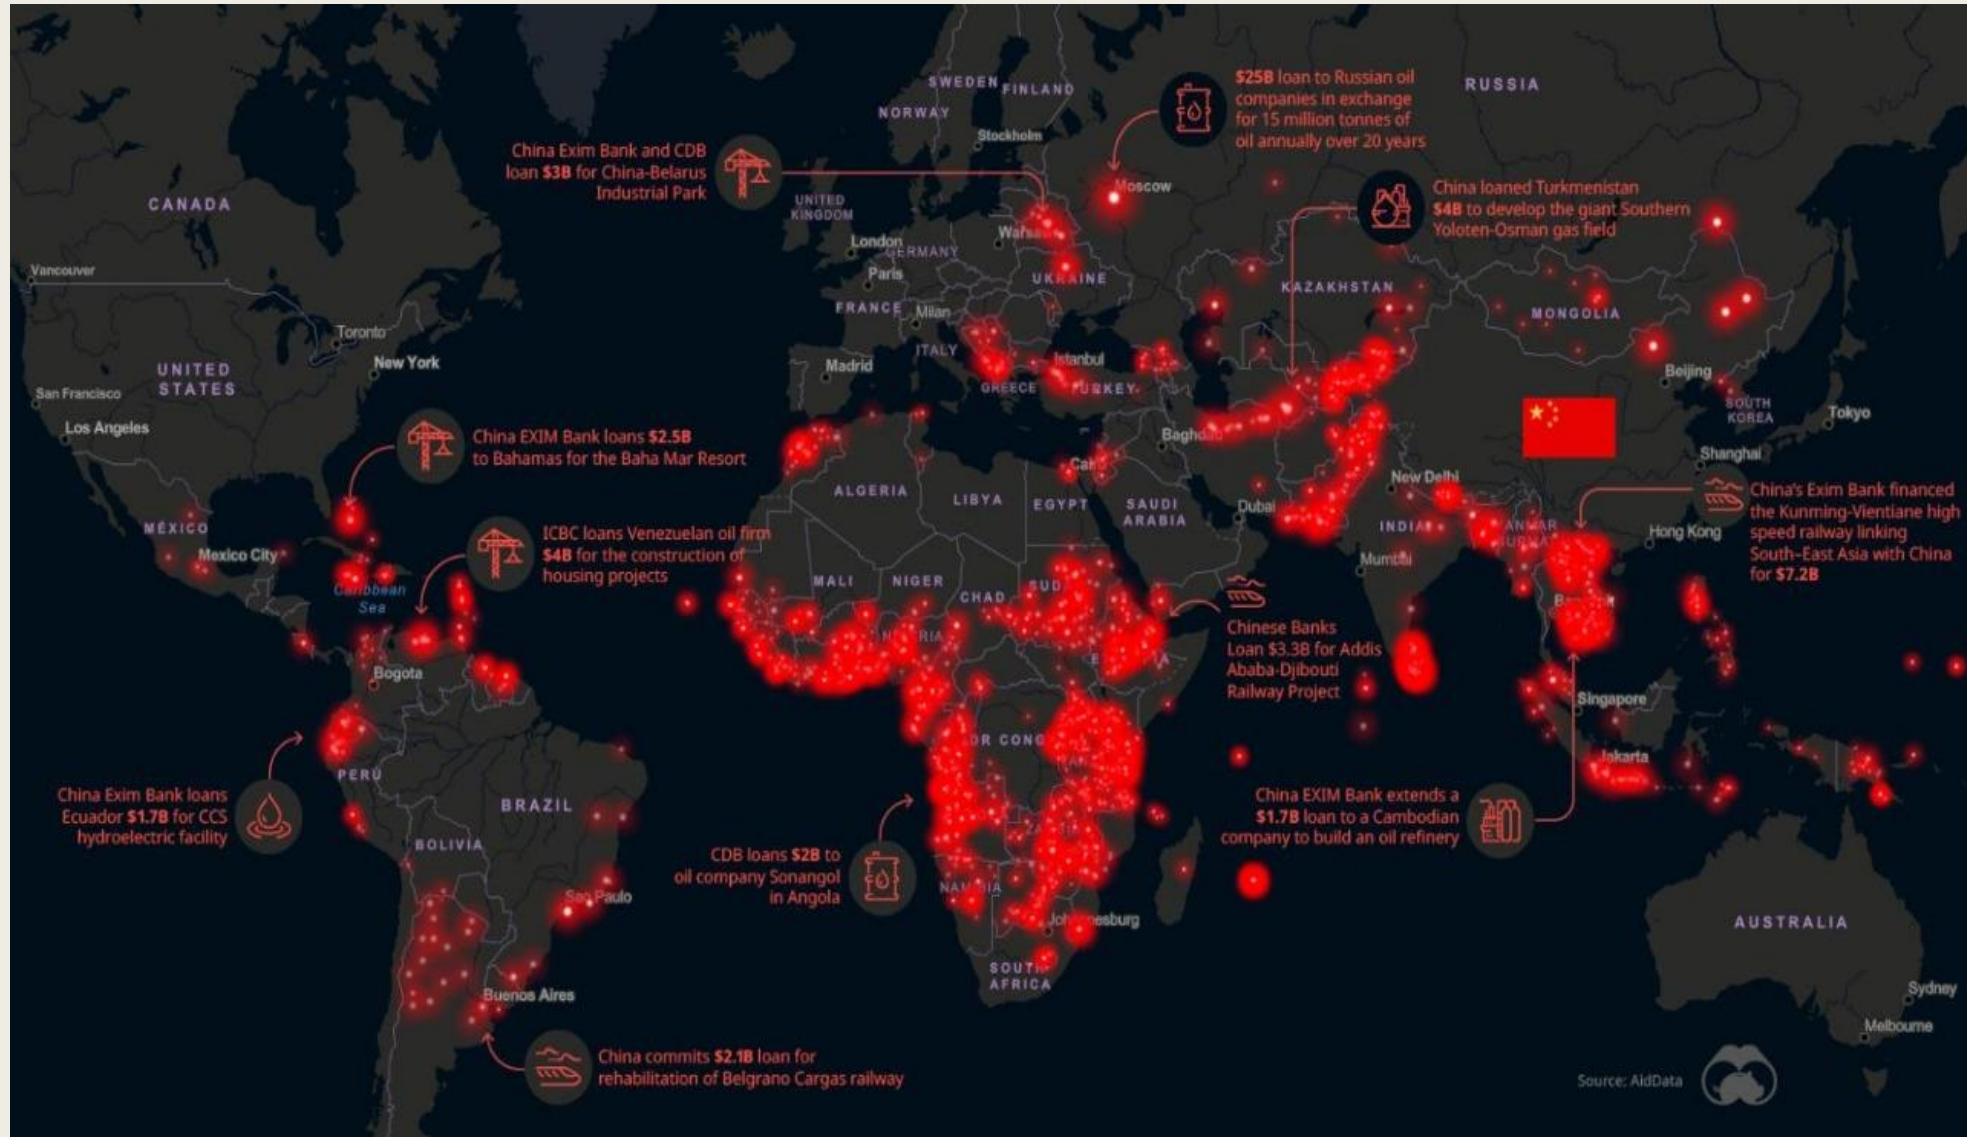 SWEDEN
FINLAND
NORWAY
Stockholm
RUSSIA
$25B loan to Russian oil
companies in exchange
for 15 million tonnes of
oil annually over 20 years
China Exim Bank and CDB
loan $3B for China-Belarus
Industrial Park
Moscow
China loaned Turkmenistan
$4B to develop the giant Southern
Yoloten-Osman gas field
CANADA
UNITED
KINGDOM
London
GERMANY
Paris
UKRAINE
FRANCE
Milan
KAZAKHSTAN
MONGOLIA
Vancouver
Toronto
New York
UNITED
STATES
San Francisco
Los Angeles
Madrid
ITALY
Istanbul
GREECE
TURKEY
Beijing
SOUTH
KOREA
Tokyo
Shanghai
China EXIM Bank loans $2.5B
to Bahamas for the Baha Mar Resort
ALGERIA
LIBYA
EGYPT
SAUDI
ARABIA
Dubai
New Delhi
INDIA
Mumbai
Hong Kong
China's Exim Bank financed
the Kunming-Vientiane high
speed railway linking
South-East Asia with China
for $7.2B
MÉXICO
Mexico City
Caribbean
Sea
ICBC loans Venezuelan oil firm
$4B for the construction of
housing projects
MALI
NIGER
CHAD
SUD
Chinese Banks
Loan $3.3B for Addis
Ababa-Djibouti
Railway Project
Bogota
Singapore
Jakarta
PERÚ
BRAZIL
BOLIVIA
China Exim Bank loans
Ecuador $1.7B for CCS
hydroelectric facility
DR CONG
China EXIM Bank extends a
$1.7B loan to a Cambodian
company to build an oil refinery
CDB loans $2B to
oil company Sonangol
in Angola
Sao Paulo
Buenos Aires
SOUTH
AFRICA
AUSTRALIA
Sydney
Melbourne
China commits $2.1B loan for
rehabilitation of Belgrano Cargas railway
Source: AidData